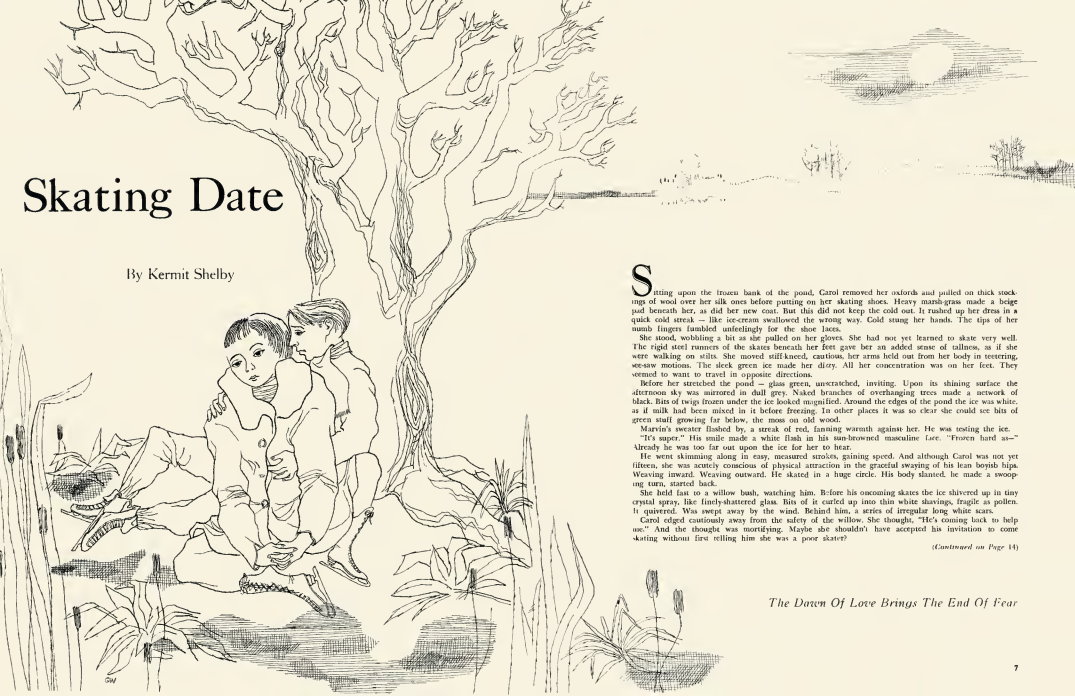 Skating Date
By Kermit Shelby
Sitting upon the frozen bank of the pond, Carol removed her oxfords and pulled on thick stock-
ings of wool over her silk ones before putting on her skating shoes. Heavy marsh-grass made a beige
pad beneath her, as did her new coat. But this did not keep the cold out. It rushed up her dress in a
quick cold streak — like ice-cream swallowed the wrong way. Cold stung her hands. The tips of her
numb fingers fumbled unfeelingly for the shoe laces.
She stood, wobbling a bit as she pulled on her gloves. She had not yet learned to skate very well.
The rigid steel runners of the skates beneath her feet gave her an added sense of tallness, as if she
were walking on stilts. She moved stiff-kneed, cautious, her arms held out from her body in teetering,
see-saw motions. The sleek green ice made her dizzy. All her concentration was on her feet. They
seemed to want to travel in opposite directions.
Before her stretched the pond — glass green, unscratched, inviting. Upon its shining surface the
afternoon sky was mirrored in dull grey. Naked branches of overhanging trees made a network of
black. Bits of twigs frozen under the ice looked magnified. Around the edges of the pond the ice was white,
as if milk had been mixed in it before freezing. In other places it was so clear she could see bits of
green stuff growing far below, the moss on old wood.
Marvin's sweater flashed by, a streak of red, fanning warmth against her. He was testing the ice.
"It's super." His smile made a white flash in his sun-browned masculine face. "Frozen hard as—"
Already he was too far out upon the ice for her to hear.
He went skimming along in easy, measured strokes, gaining speed. And although Carol was not yet
fifteen, she was acutely conscious of physical attraction in the graceful swaying of his lean boyish hips.
Weaving inward. Weaving outward. He skated in a huge circle. His body slanted, he made a swoop-
ing turn, started back.
She held fast to a willow bush, watching him. Before his oncoming skates the ice shivered up in tiny
crystal spray, like finely-shattered glass. Bits of it curled up into thin white shavings, fragile as pollen.
It quivered. Was swept away by the wind. Behind him, a series of irregular long white scars.
Carol edged cautiously away from the safety of the willow. She thought, "He's coming back to help
me." And the thought was mortifying. Maybe she shouldn't have accepted his invitation to come
skating without first telling him she was a poor skater?
(Continued on Page 14)
The Dawn Of Love Brings The End Of Fear
GW
7